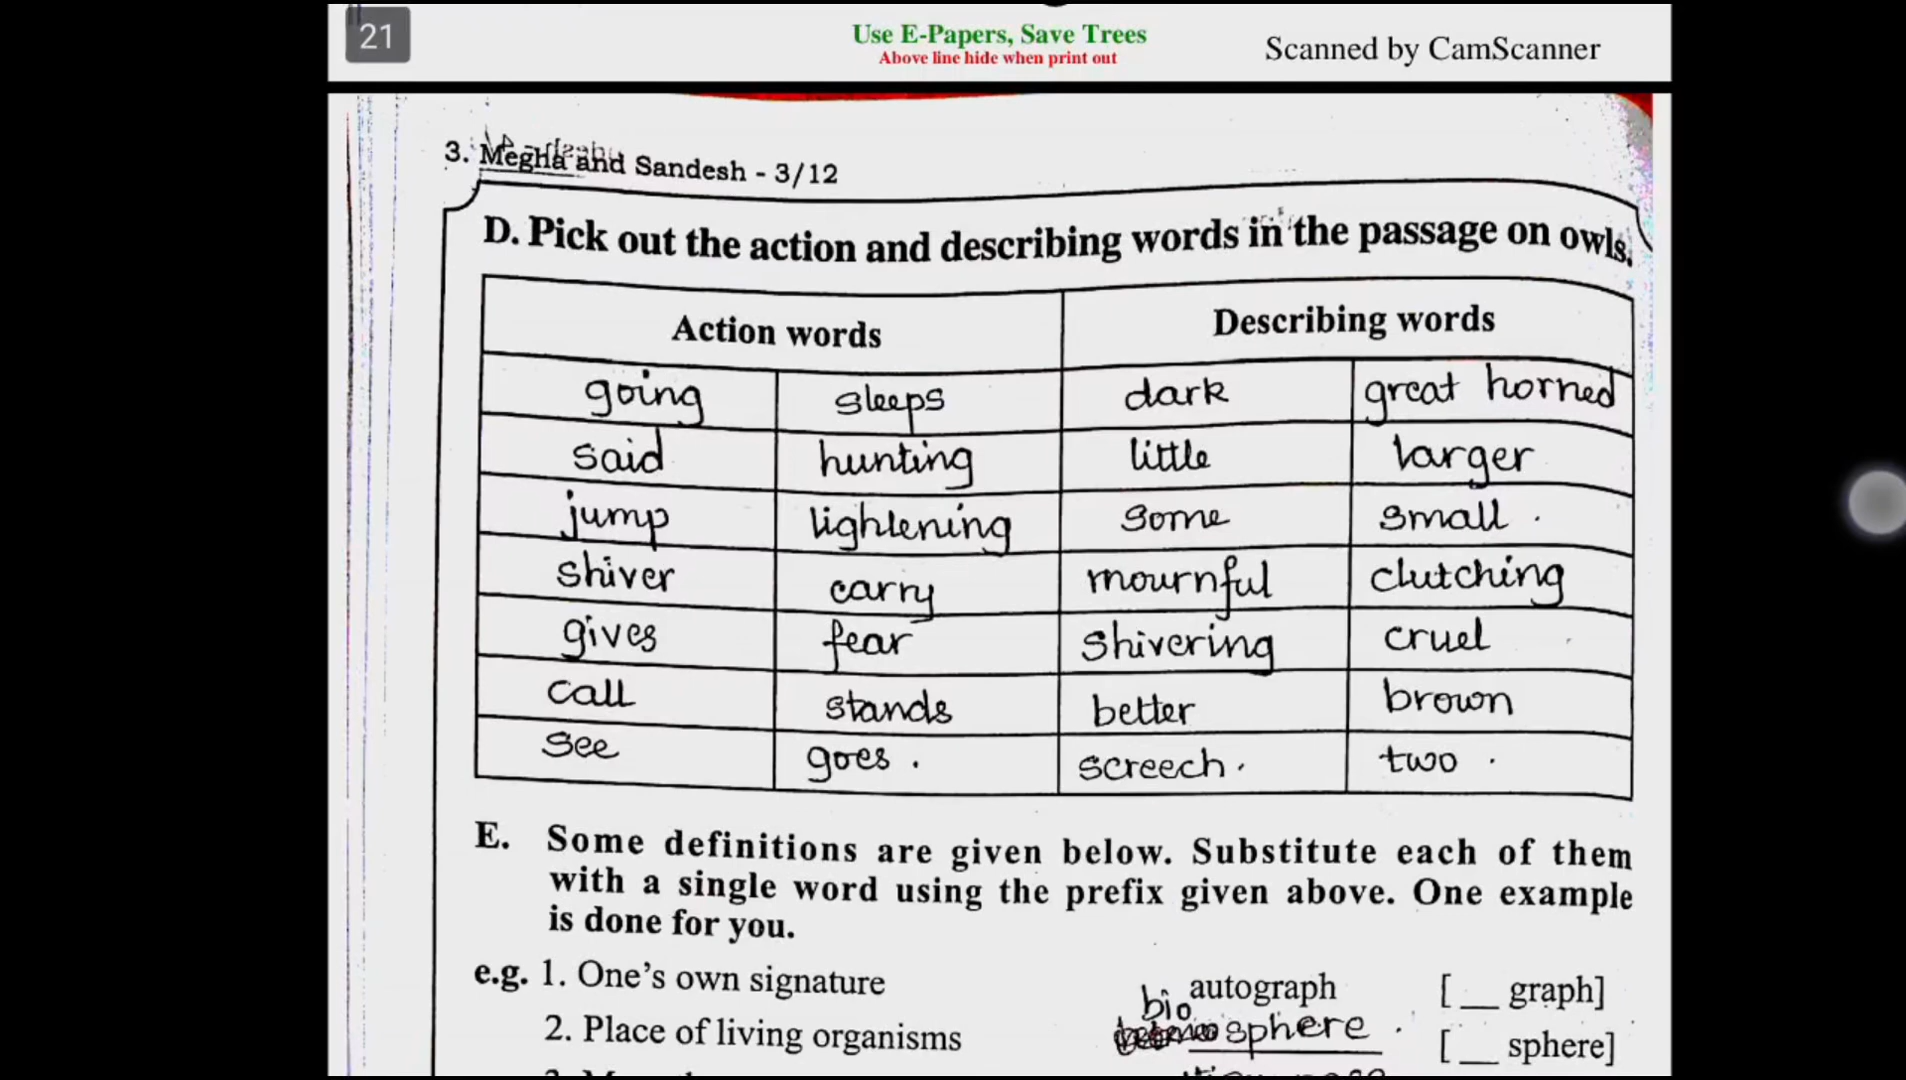 21
Use E-Papers, Save Trees
Above line hide when print out
Scanned by CamScanner
3. Megha and Sandesh - 3/12
D. Pick out the action and describing words in the passage on owls.
Action words Describing words
going sleeps dark great horned
said hunting little larger
jump lightening some small .
shiver carry mournful clutching
gives fear shivering cruel
call stands better brown
see goes . screech . two .
E. Some definitions are given below. Substitute each of them
with a single word using the prefix given above. One example
is done for you.
e.g. 1. One's own signature autograph [ __ graph]
2. Place of living organisms bio sphere . [ __ sphere]